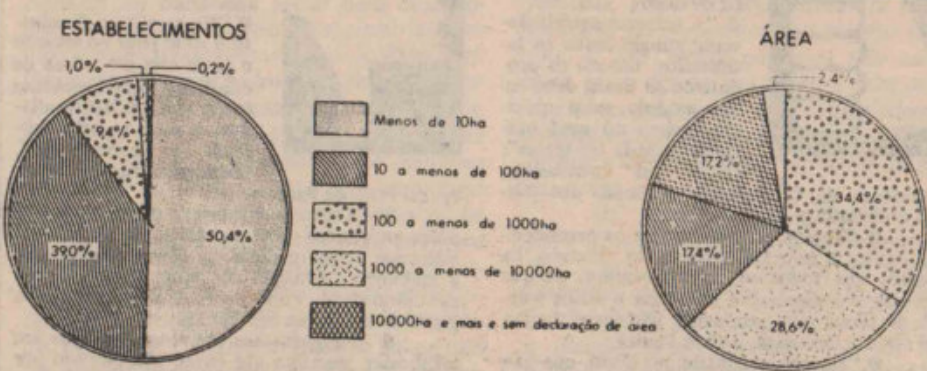 ESTABELECIMENTOS
1,0%
0,2%
9,4%
39,0%
50,4%
Menos de 10ha
10 a menos de 100ha
100 a menos de 1000ha
1000 a menos de 10000ha
10000ha e mais e sem declaração de área
ÁREA
2,4%
17,2%
34,4%
17,4%
28,6%